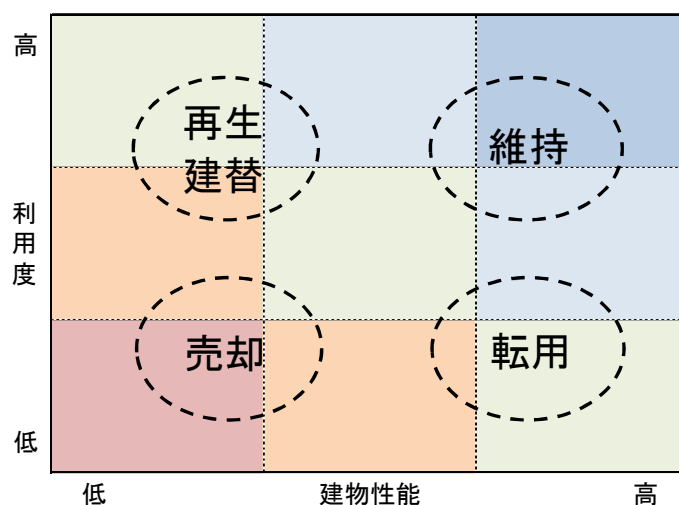 高
再生
建替
維持
利用度
売却
転用
低
低
建物性能
高